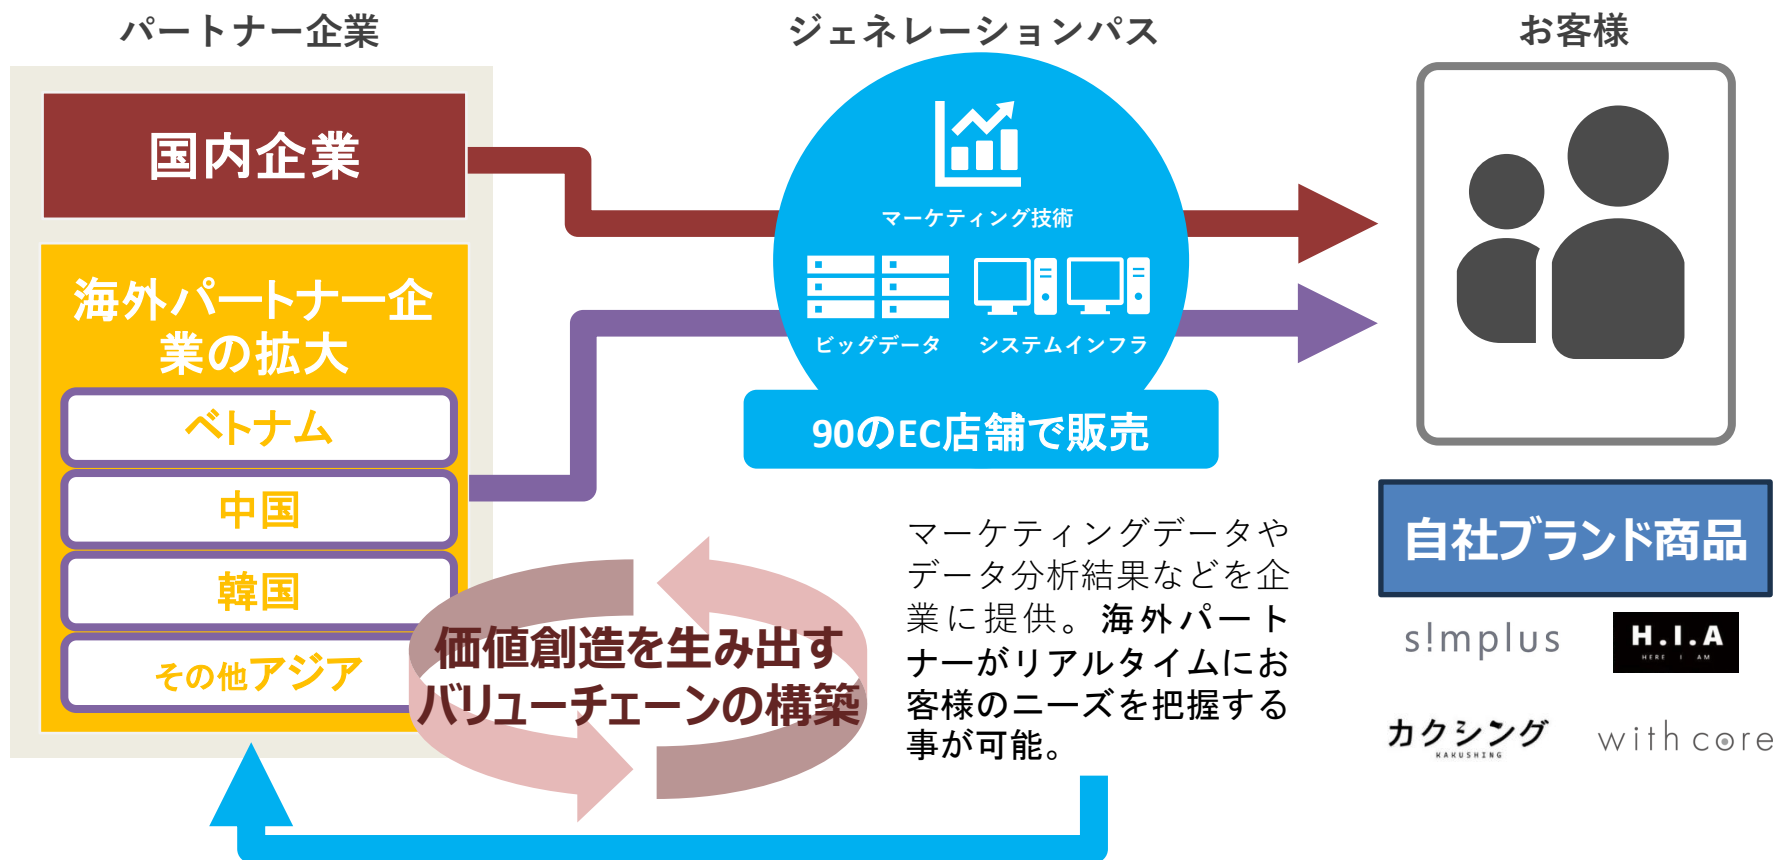 パートナー企業
ジェネレーションパス
お客様
国内企業
海外パートナー企
業の拡大
ベトナム
中国
韓国
その他アジア
マーケティング技術
ビッグデータ
システムインフラ
90のEC店舗で販売
価値創造を生み出す
バリューチェーンの構築
マーケティングデータや
データ分析結果などを企
業に提供。海外パート
ナーがリアルタイムにお
客様のニーズを把握する
事が可能。
自社ブランド商品
s!mplus
H.I.A
HERE I AM
カクシング
KAKUSHING
with core